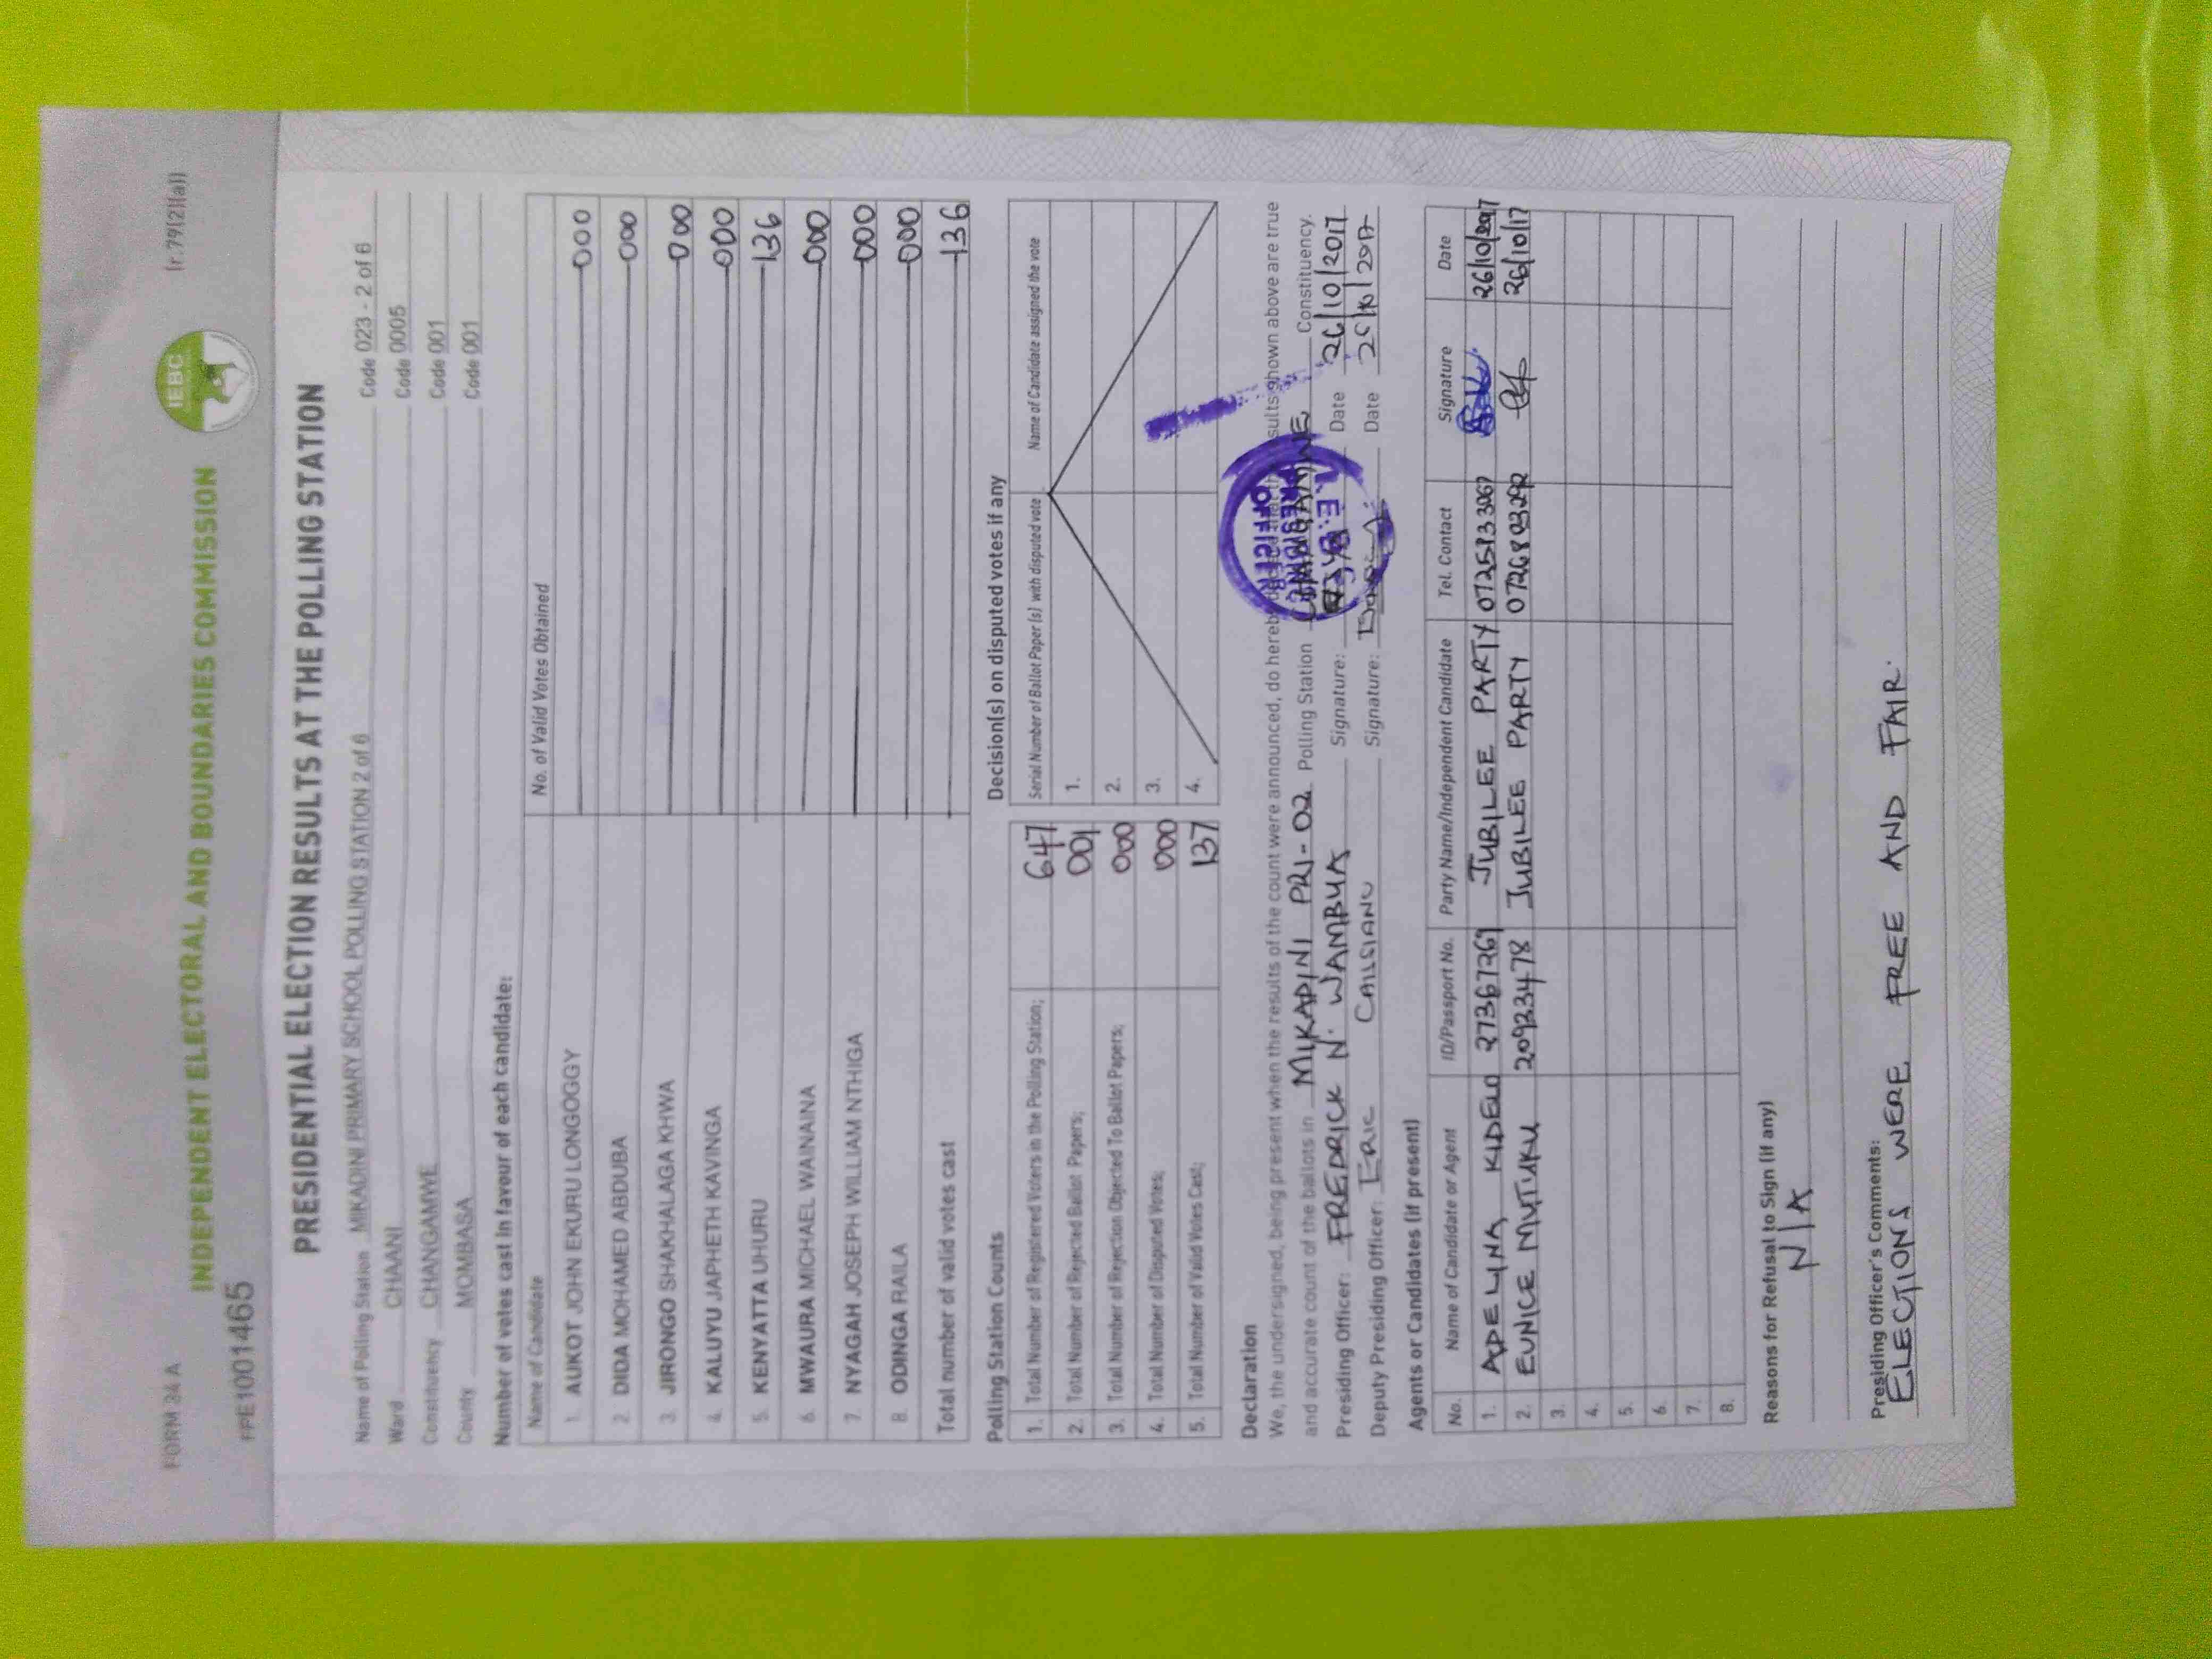 FORM 34 A
[r.79(2)(a)]
IEBC
INDEPENDENT ELECTORAL AND BOUNDARIES COMMISSION
PRESIDENTIAL ELECTION RESULTS AT THE POLLING STATION
Name of Polling Station MIKADINI PRIMARY SCHOOL POLLING STATION 2 of 6 Code 023 - 2 of 6
Ward CHAANI Code 0005
Constituency CHANGAMWE Code 001
County MOMBASA Code 001
Number of votes cast in favour of each candidate:
Name of Candidate No. of Valid Votes Obtained
1. AUKOT JOHN EKURU LONGOGGY 000
2. DIDA MOHAMED ABDUBA 000
3. JIRONGO SHAKHALAGA KHWA 000
4. KALUYU JAPHETH KAVINGA 000
5. KENYATTA UHURU 136
6. MWAURA MICHAEL WAINAINA 000
7. NYAGAH JOSEPH WILLIAM NTHIGA 000
8. ODINGA RAILA 000
Total number of valid votes cast 136
Polling Station Counts
1. Total Number of Registered Voters in the Polling Station; 647
2. Total Number of Rejected Ballot Papers; 001
3. Total Number of Rejection Objected To Ballot Papers; 000
4. Total Number of Disputed Votes; 000
5. Total Number of Valid Votes Cast; 137
Decision(s) on disputed votes if any
Serial Number of Ballot Paper (s) with disputed vote Name of Candidate assigned the vote
1.
2.
3.
4.
Declaration
We, the undersigned, being present when the results of the count were announced, do hereby shown above are true
and accurate count of the ballots in MIKADINI PRI-02 Polling Station CHANGAMWE Constituency.
Presiding Officer: FREDRICK N. WAMBUA Signature: Date 26/10/2017
Deputy Presiding Officer: ERIC Signature: Date
PRESIDING
OFFICER
Agents or Candidates (if present)
No. Name of Candidate or Agent ID/Passport No. Party Name/Independent Candidate Tel. Contact Signature Date
1. ADELINA KIDELO 27367269 JUBILEE PARTY 26/10/2017
2. EUNICE MUTUKU 20923478 JUBILEE PARTY 26/10/17
3.
4.
5.
6.
7.
8.
Reasons for Refusal to Sign (if any)
N/A
Presiding Officer's Comments:
ELECTIONS WERE FREE AND FAIR.